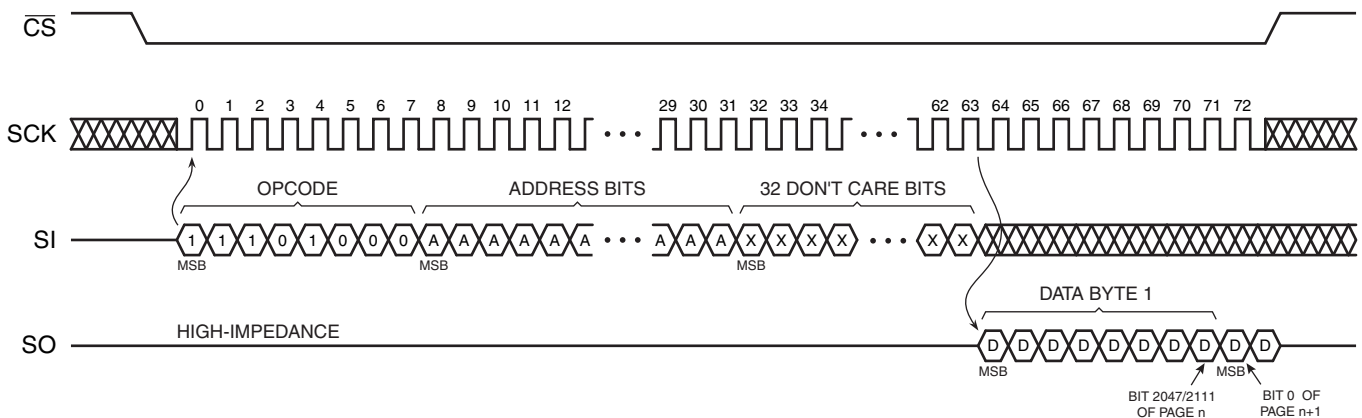 CS
0 1 2 3 4 5 6 7 8 9 10 11 12 29 30 31 32 33 34 62 63 64 65 66 67 68 69 70 71 72
SCK
OPCODE ADDRESS BITS 32 DON'T CARE BITS
SI 1 1 1 0 1 0 0 0 A A A A A A A A A X X X X X X
MSB MSB MSB
DATA BYTE 1
HIGH-IMPEDANCE
SO D D D D D D D D D D
MSB MSB
BIT 2047/2111
OF PAGE n
BIT 0 OF
PAGE n+1